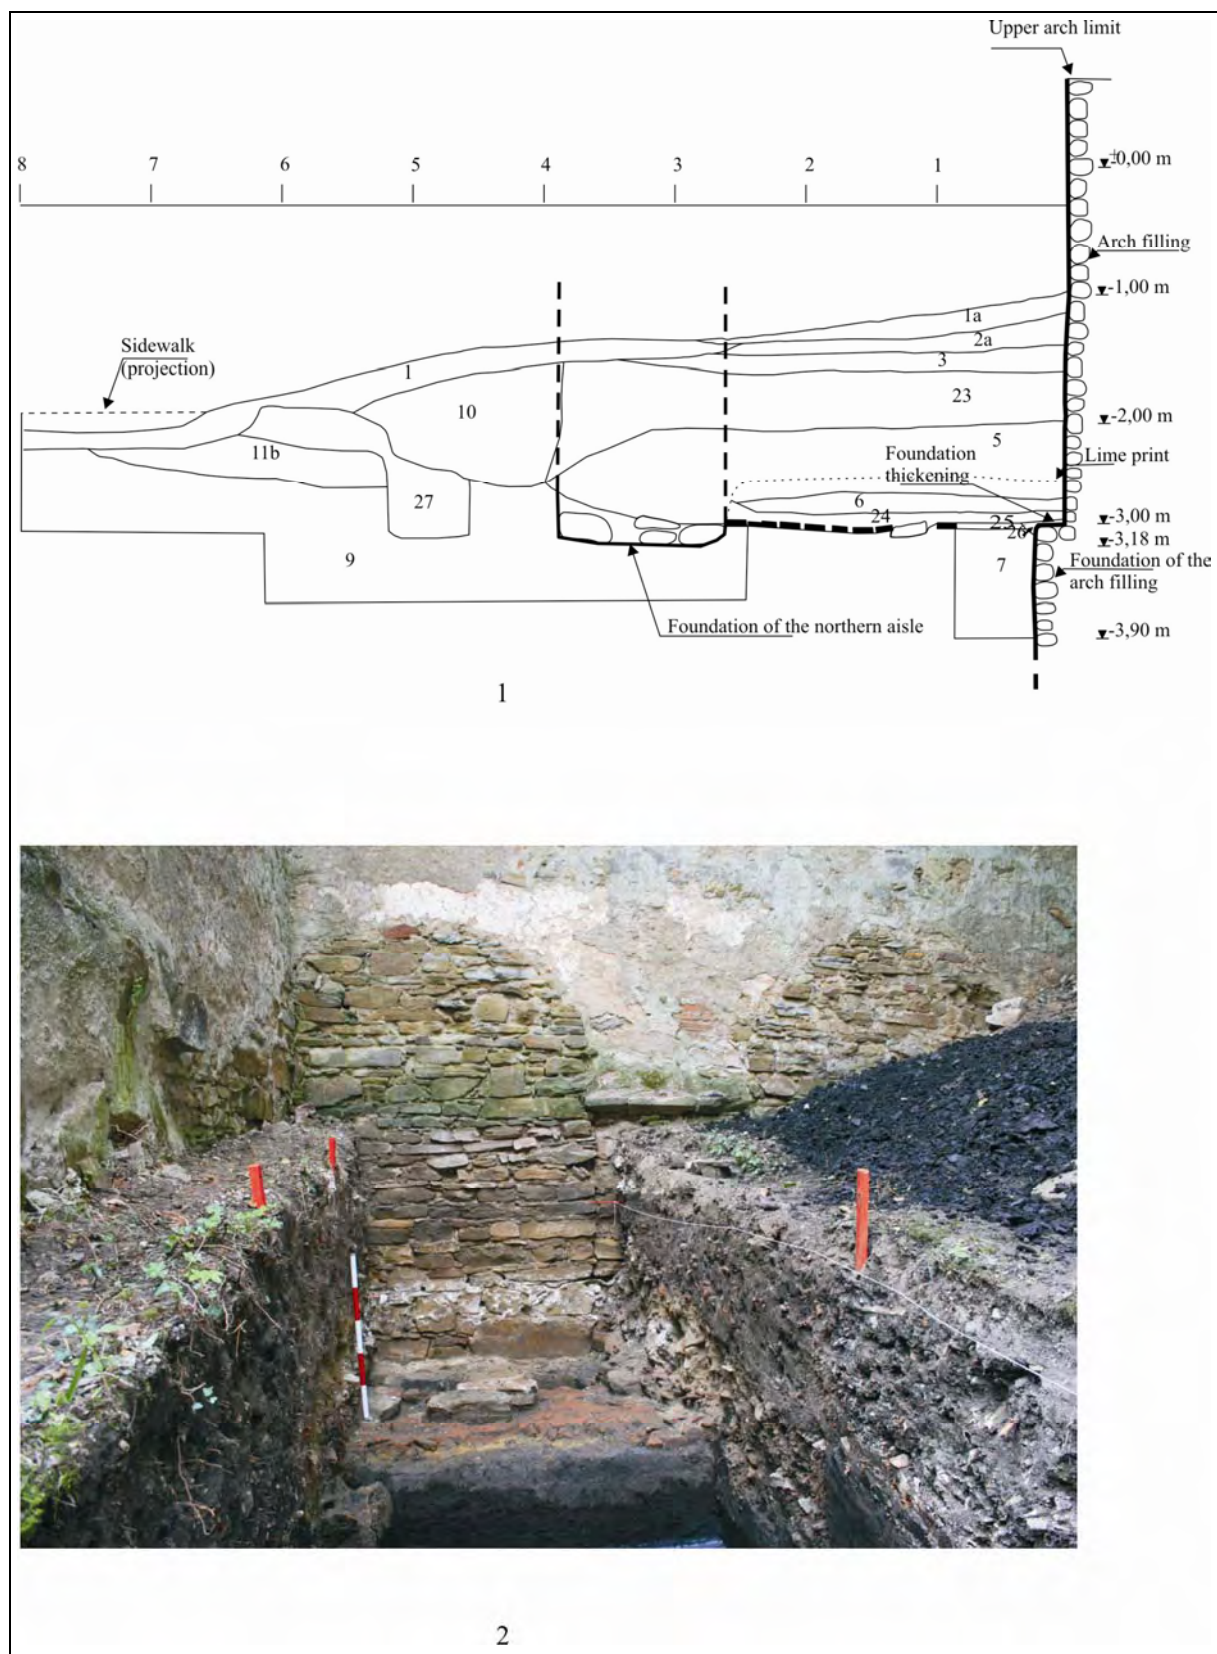 Upper arch limit
8 7 6 5 4 3 2 1
±0,00 m
Arch filling
-1,00 m
1a
2a
Sidewalk
(projection)
1
3
10
23
-2,00 m
5
11b
Foundation
thickening
Lime print
27
6
24
25
-3,00 m
26
-3,18 m
9
7
Foundation of the
arch filling
Foundation of the northern aisle
-3,90 m
1
2